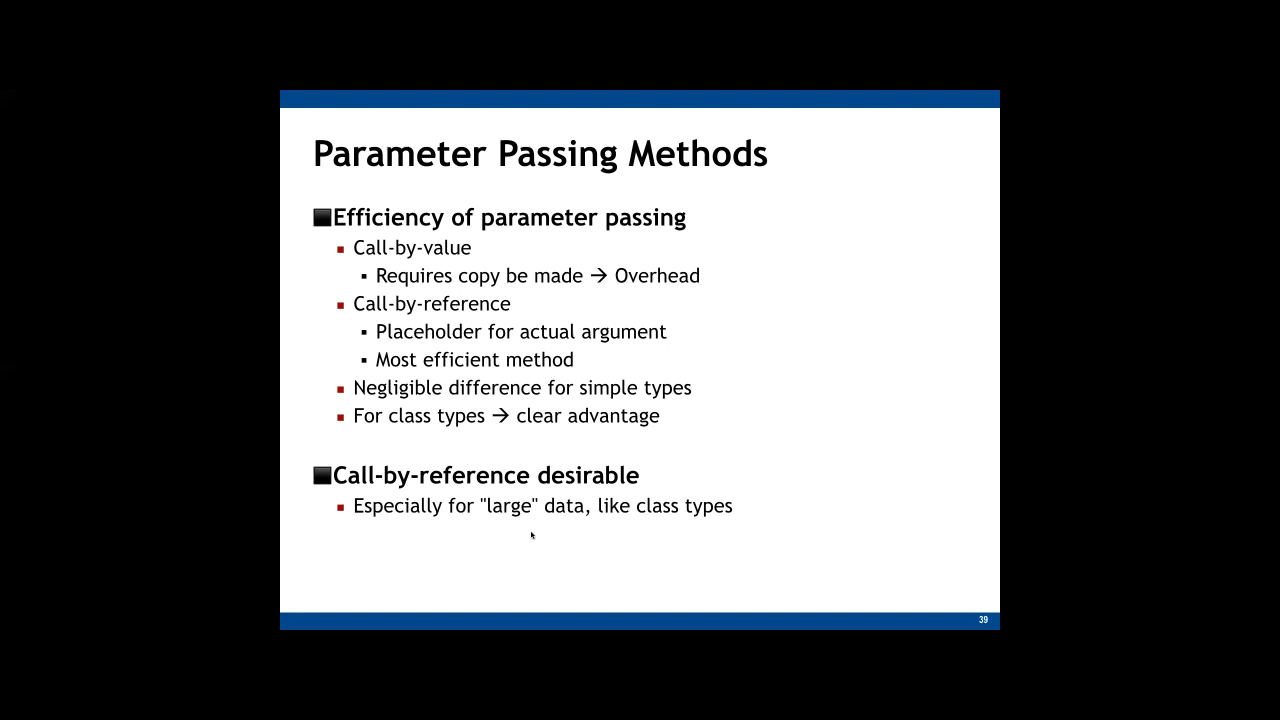 Parameter Passing Methods
Efficiency of parameter passing
Call-by-value
Requires copy be made → Overhead
Call-by-reference
Placeholder for actual argument
Most efficient method
Negligible difference for simple types
For class types → clear advantage
Call-by-reference desirable
Especially for "large" data, like class types
39